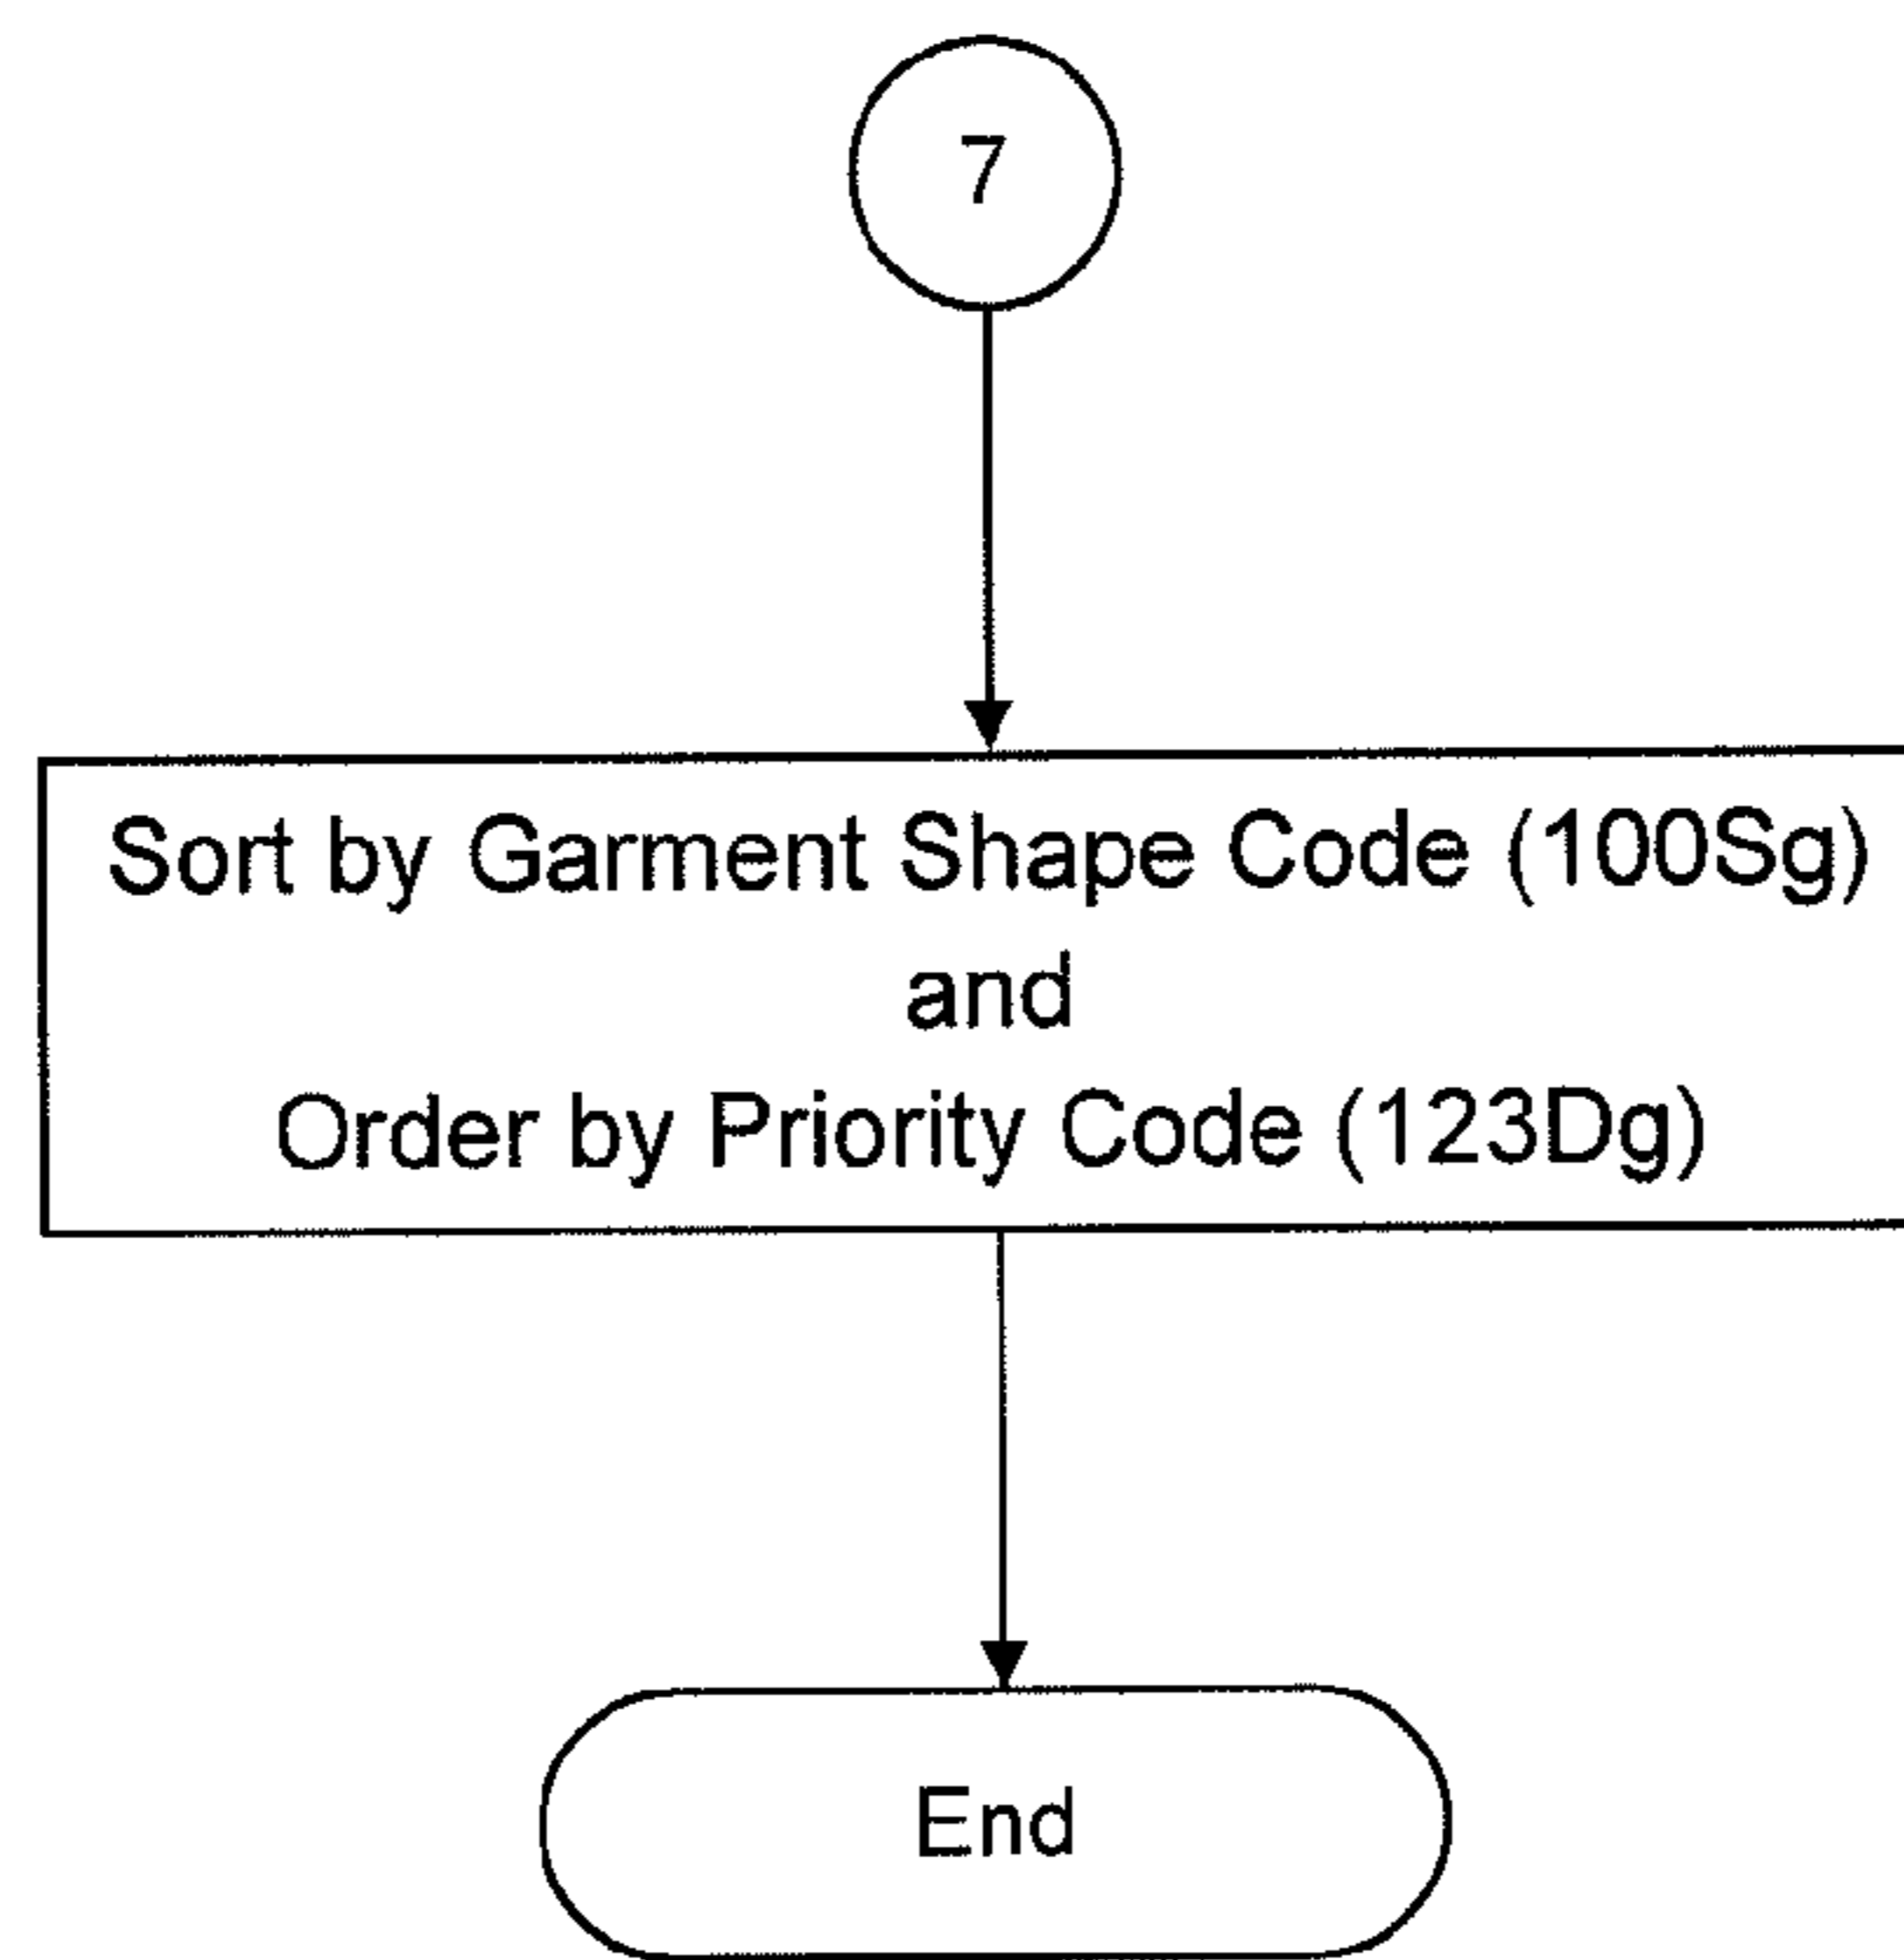 7
Sort by Garment Shape Code (100Sg)
and
Order by Priority Code (123Dg)
End